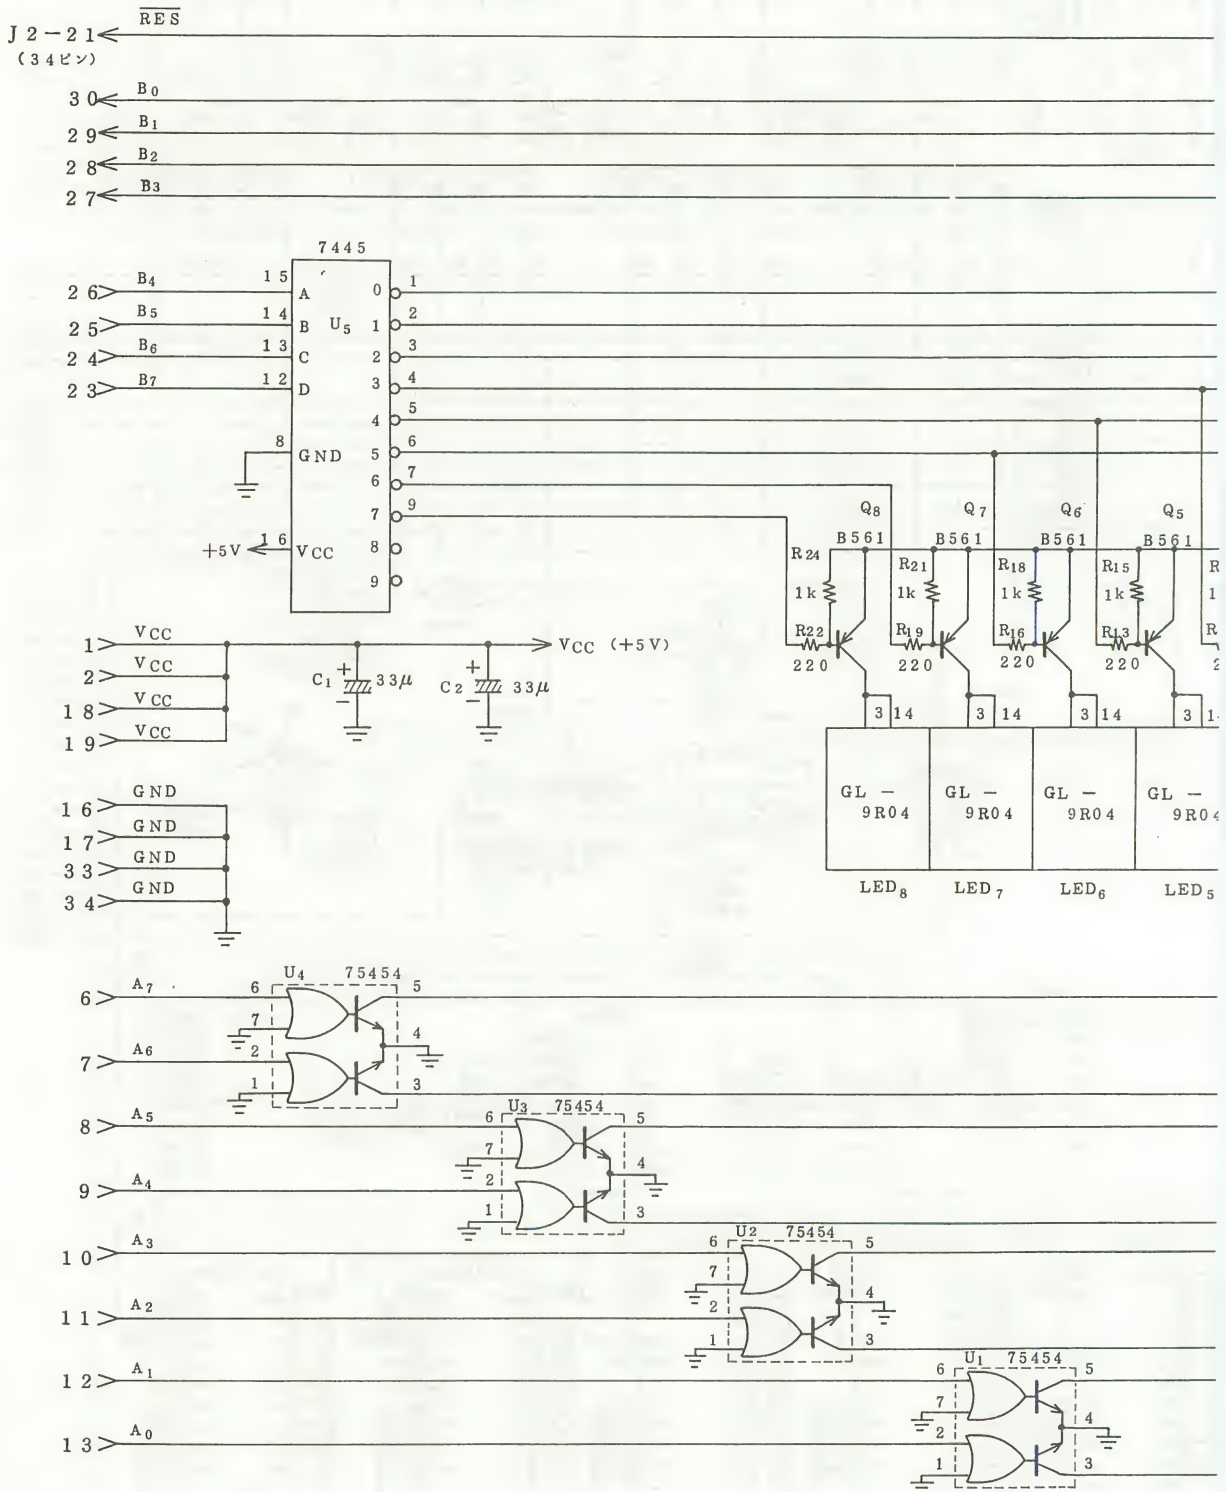 RES
J2-21
(34ピン)
30 B0
29 B1
28 B2
27 B3
7445
26 B4 15 A 0 1
25 B5 14 B U5 1 2
24 B6 13 C 2 3
23 B7 12 D 3 4
4 5
8 GND 5 6
6 7
7 9
+5V 16 VCC 8
9
Q8 Q7 Q6 Q5
B561 B561 B561 B561
R24 R21 R18 R15 R
1k 1k 1k 1k 1
R22 R19 R16 R13 R
220 220 220 220 2
1 VCC VCC (+5V)
2 VCC
18 VCC
19 VCC
+ C1 33μ -
+ C2 33μ -
3 14 3 14 3 14 3 1
GL - 9R04 GL - 9R04 GL - 9R04 GL - 9R04
LED8 LED7 LED6 LED5
16 GND
17 GND
33 GND
34 GND
U4 75454
6 A7 6 5
7 4
7 A6 2
1 3
U3 75454
8 A5 6 5
7 4
9 A4 2
1 3
U2 75454
10 A3 6 5
7 4
11 A2 2
1 3
U1 75454
12 A1 6 5
7 4
13 A0 2
1 3